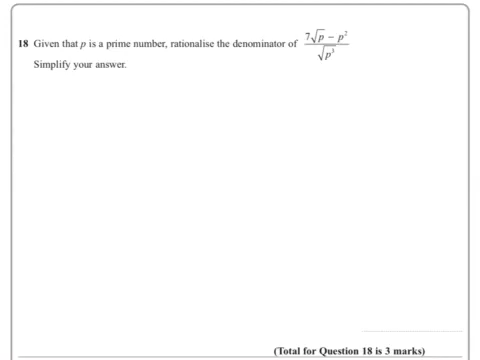 18 Given that p is a prime number, rationalise the denominator of (7√p − p²)/√p³
Simplify your answer.
(Total for Question 18 is 3 marks)